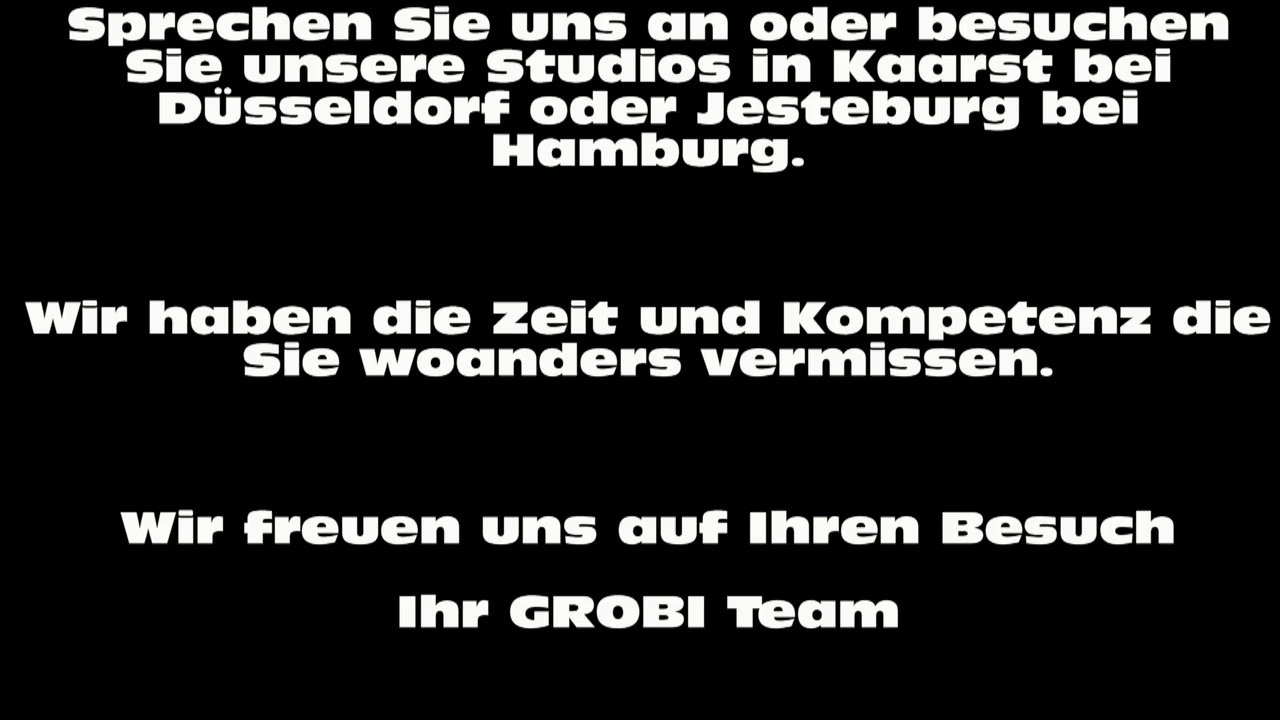 Sprechen Sie uns an oder besuchen
Sie unsere Studios in Kaarst bei
Düsseldorf oder Jesteburg bei
Hamburg.
Wir haben die Zeit und Kompetenz die
Sie woanders vermissen.
Wir freuen uns auf Ihren Besuch
Ihr GROBI Team